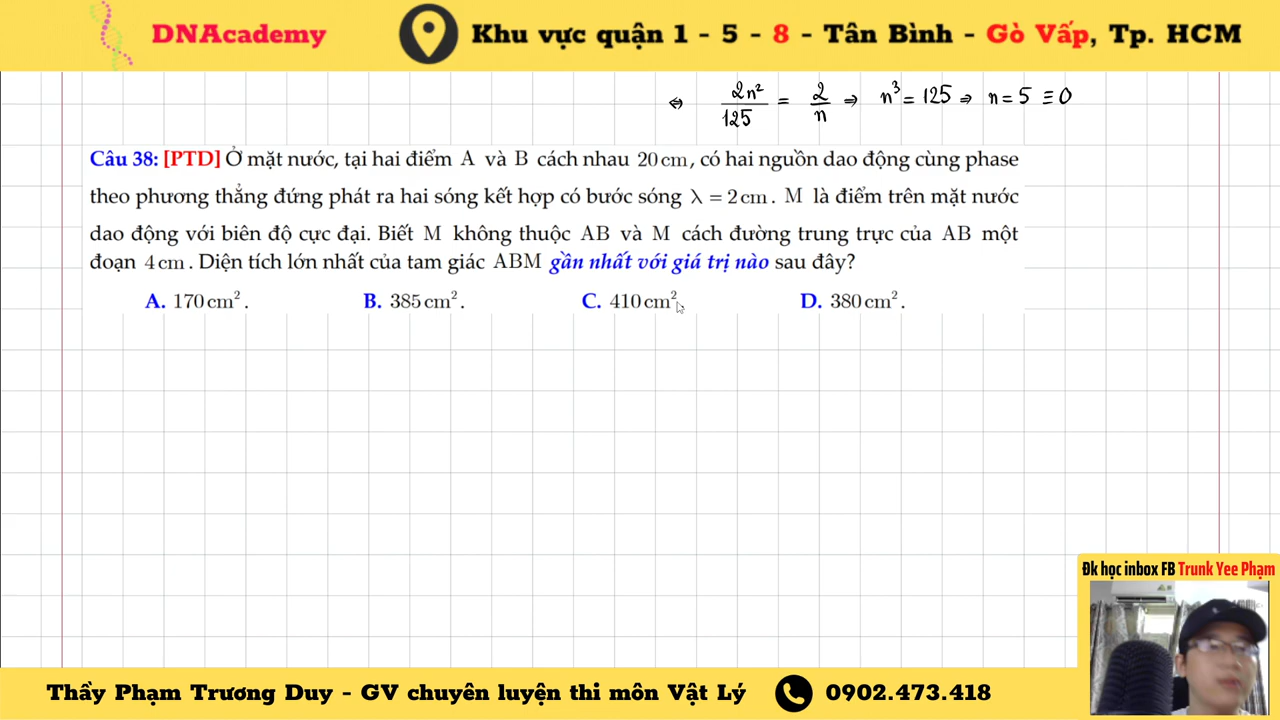 DNAcademy
Khu vực quận 1 - 5 - 8 - Tân Bình - Gò Vấp, Tp. HCM
⇔ 2n²/125 = 2/n ⇒ n³ = 125 ⇒ n = 5 ≡ 0
Câu 38: [PTD] Ở mặt nước, tại hai điểm A và B cách nhau 20 cm, có hai nguồn dao động cùng phase
theo phương thẳng đứng phát ra hai sóng kết hợp có bước sóng λ = 2 cm. M là điểm trên mặt nước
dao động với biên độ cực đại. Biết M không thuộc AB và M cách đường trung trực của AB một
đoạn 4 cm. Diện tích lớn nhất của tam giác ABM gần nhất với giá trị nào sau đây?
A. 170 cm². B. 385 cm². C. 410 cm². D. 380 cm².
Đk học inbox FB Trunk Yee Phạm
Thầy Phạm Trương Duy - GV chuyên luyện thi môn Vật Lý 0902.473.418